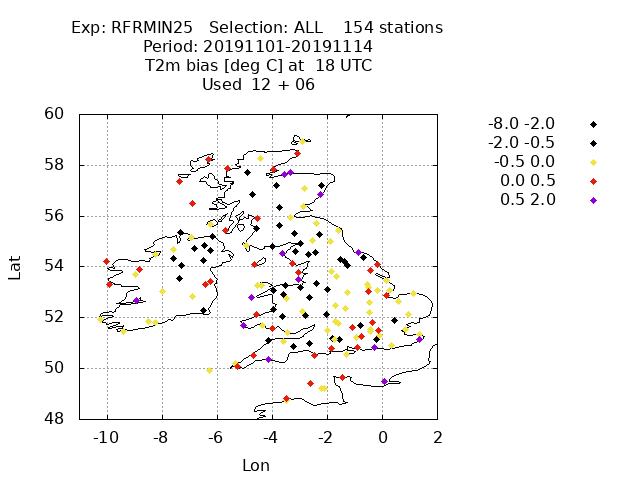 Exp: RFRMIN25 Selection: ALL 154 stations
Period: 20191101-20191114
T2m bias [deg C] at 18 UTC
Used 12 + 06
-8.0 -2.0
-2.0 -0.5
-0.5 0.0
0.0 0.5
0.5 2.0
60
58
56
54
52
50
48
Lat
-10 -8 -6 -4 -2 0 2
Lon